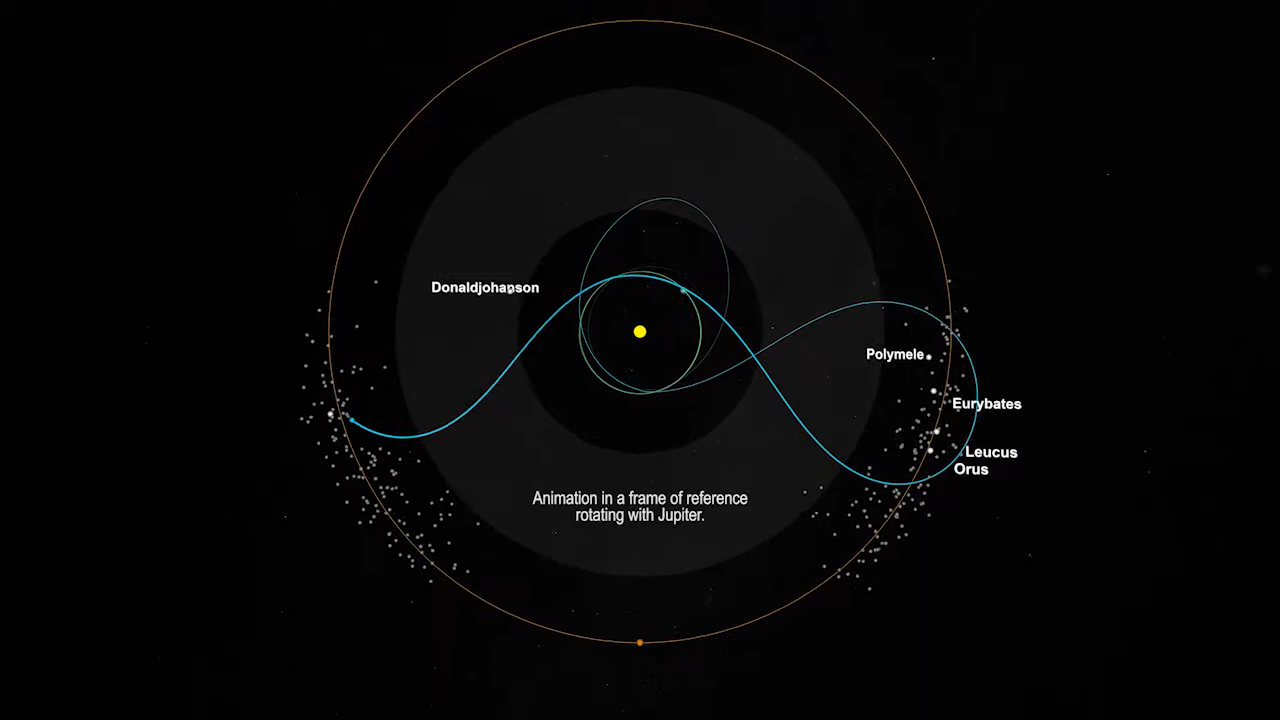 Donaldjohanson
Polymele
Eurybates
Leucus
Orus
Animation in a frame of reference
rotating with Jupiter.